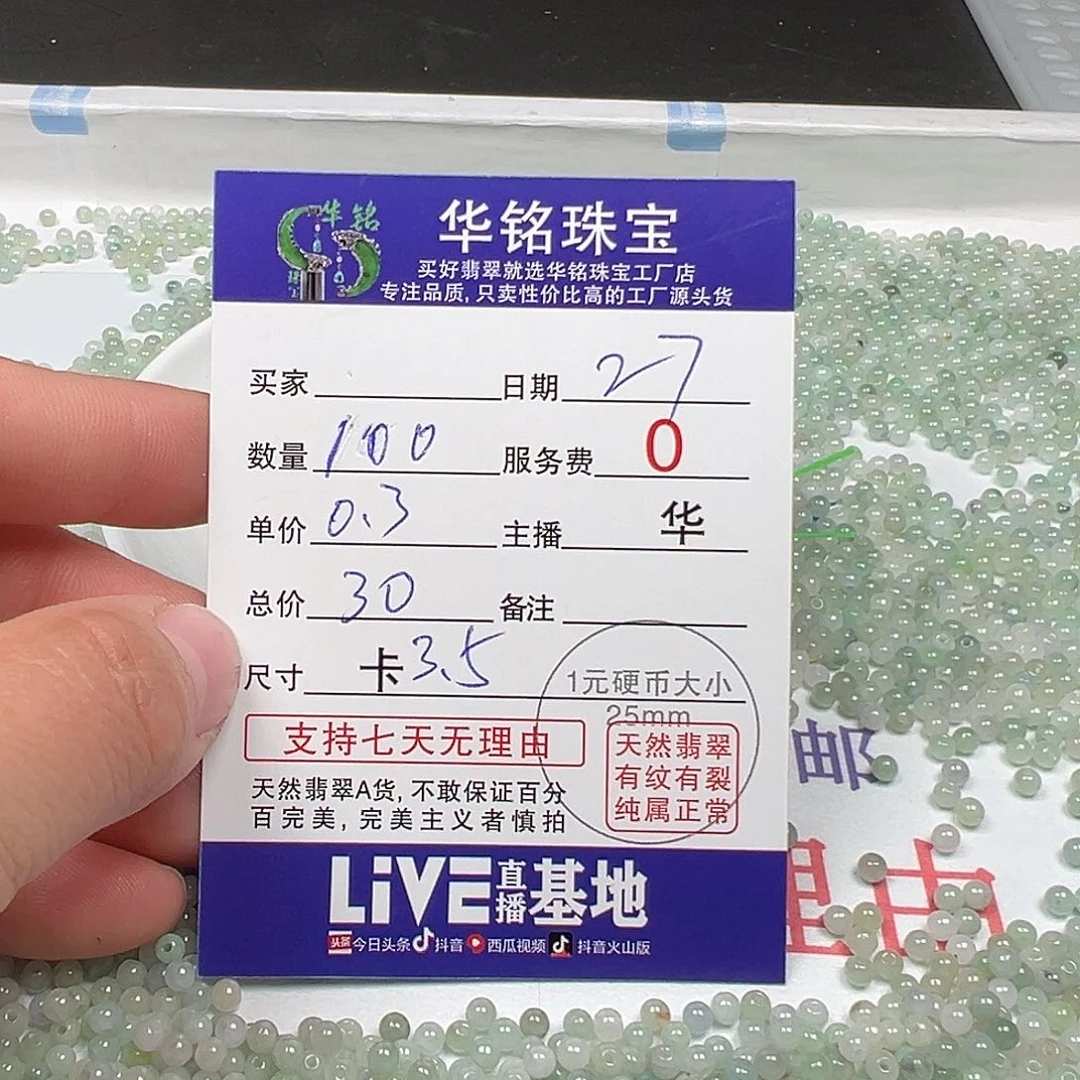 华铭
珠宝
华铭珠宝
买好翡翠就选华铭珠宝工厂店
专注品质,只卖性价比高的工厂源头货
买家 日期 27
数量 100 服务费 0
单价 0.3 主播 华
总价 30 备注
尺寸 卡3.5 1元硬币大小
25mm
支持七天无理由
天然翡翠
有纹有裂
纯属正常
天然翡翠A货,不敢保证百分
百完美,完美主义者慎拍
LiVE直播基地
头条 今日头条 抖音 西瓜视频 抖音火山版
理由